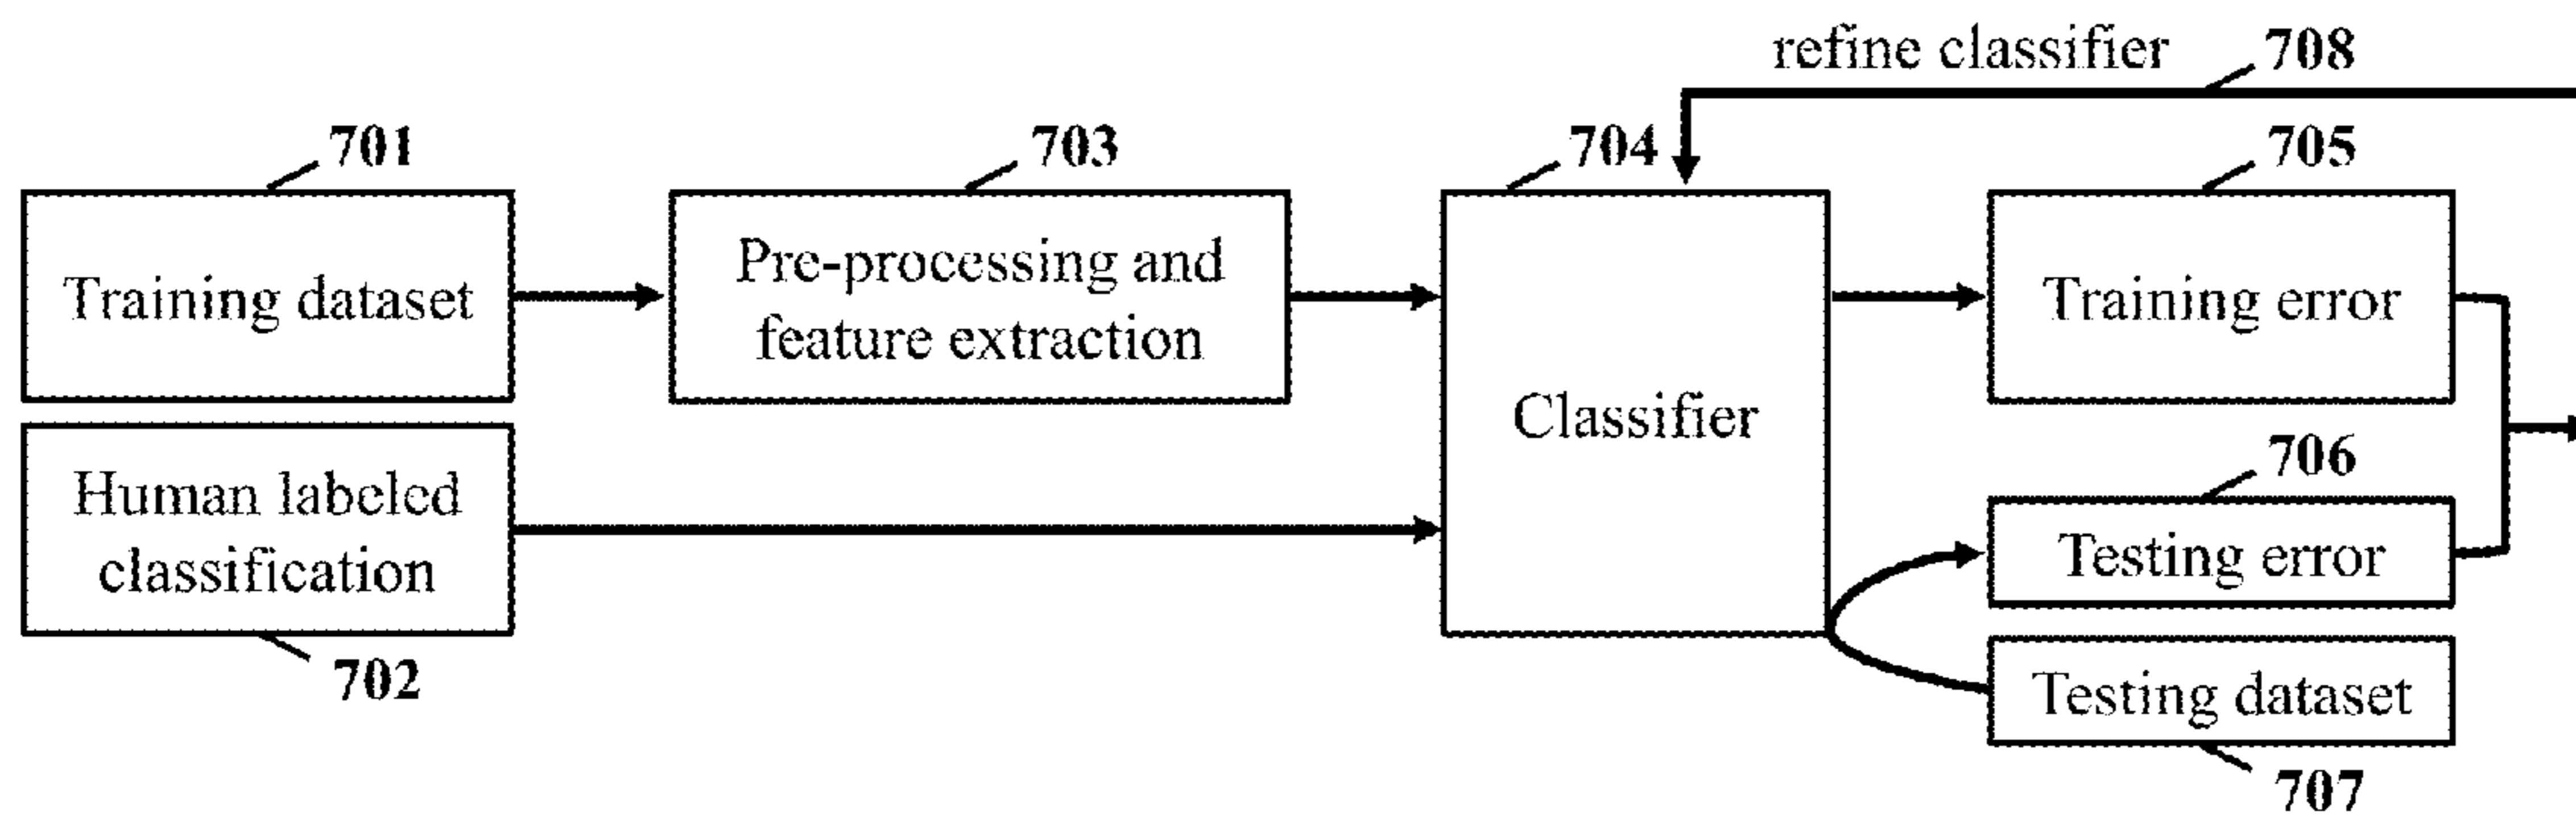 refine classifier 708
701
703
704
705
Training dataset
Pre-processing and
feature extraction
Classifier
Training error
Human labeled
classification
702
706
Testing error
Testing dataset
707